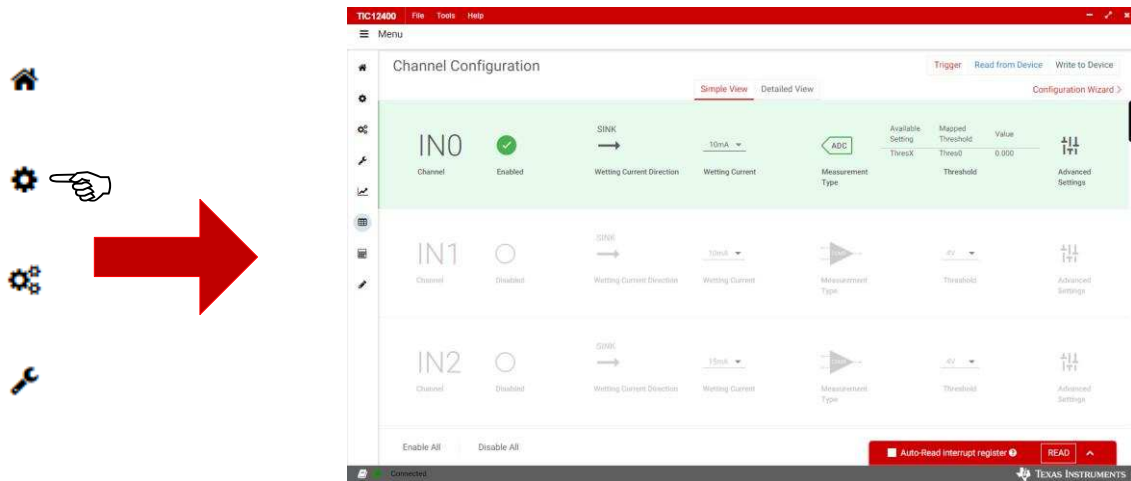 TIC12400 File Tools Help
Menu
Channel Configuration
Trigger Read from Device Write to Device
Simple View Detailed View
Configuration Wizard >
IN0
Channel
Enabled
SINK
Wetting Current Direction
10mA
Wetting Current
ADC
Measurement
Type
Available
Setting
Mapped
Threshold
Value
ThresX Thres0 0.000
Threshold
Advanced
Settings
IN1
Channel
Disabled
SINK
Wetting Current Direction
10mA
Wetting Current
Measurement
Type
4V
Threshold
Advanced
Settings
IN2
Channel
Disabled
SINK
Wetting Current Direction
15mA
Wetting Current
Measurement
Type
4V
Threshold
Advanced
Settings
Enable All Disable All
Auto-Read interrupt register READ
Connected
TEXAS INSTRUMENTS